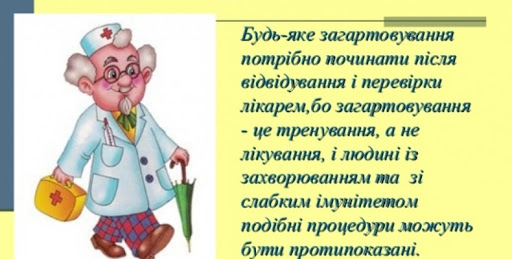 Будь-яке загартовування
потрібно починати після
відвідування і перевірки
лікарем,бо загартовування
- це тренування, а не
лікування, і людині із
захворюванням та  зі
слабким імунітетом
подібні процедури можуть
бути протипоказані.